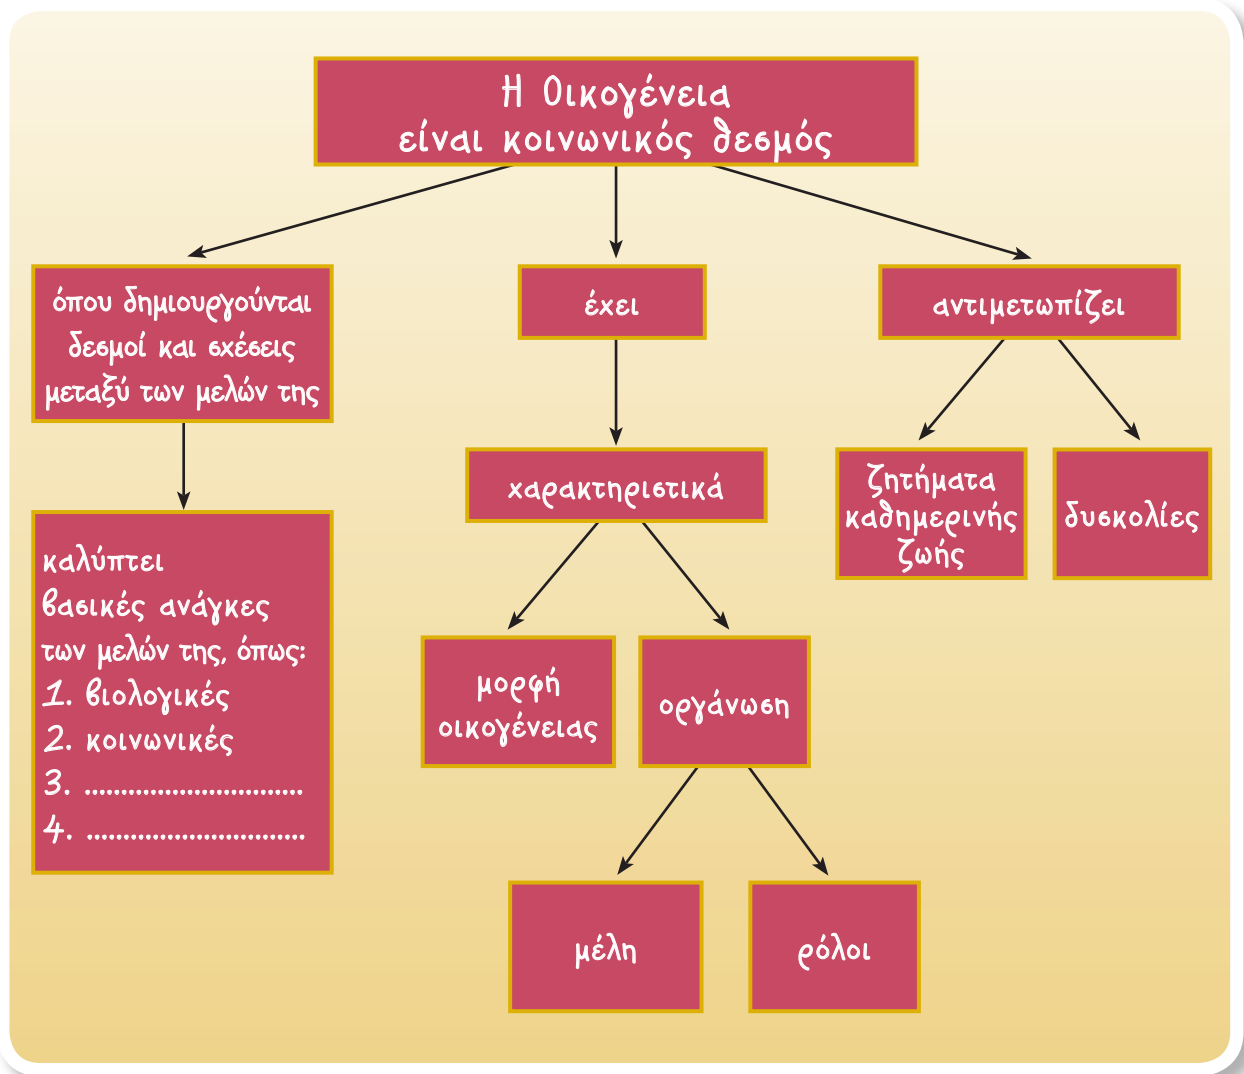 Η Οικογένεια
είναι κοινωνικός θεσμός
όπου δημιουργούνται
δεσμοί και σχέσεις
μεταξύ των μελών της
έχει
αντιμετωπίζει
καλύπτει
βασικές ανάγκες
των μελών της, όπως:
1. βιολογικές
2. κοινωνικές
3. ..............................
4. ..............................
χαρακτηριστικά
ζητήματα
καθημερινής
ζωής
δυσκολίες
μορφή
οικογένειας
οργάνωση
μέλη
ρόλοι